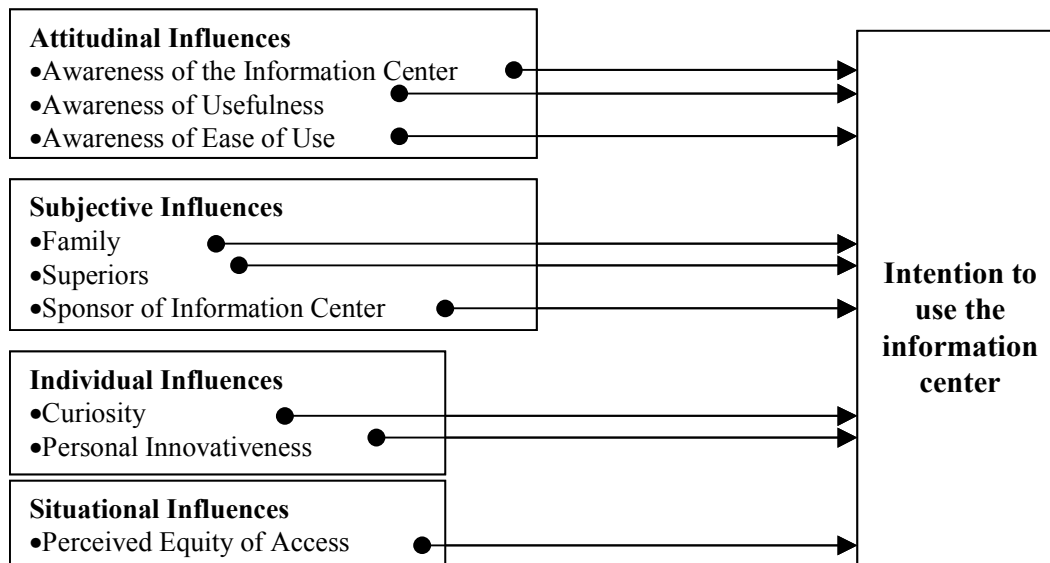 Attitudinal Influences
•Awareness of the Information Center
•Awareness of Usefulness
•Awareness of Ease of Use
Subjective Influences
•Family
•Superiors
•Sponsor of Information Center
Individual Influences
•Curiosity
•Personal Innovativeness
Situational Influences
•Perceived Equity of Access
Intention to
use the
information
center